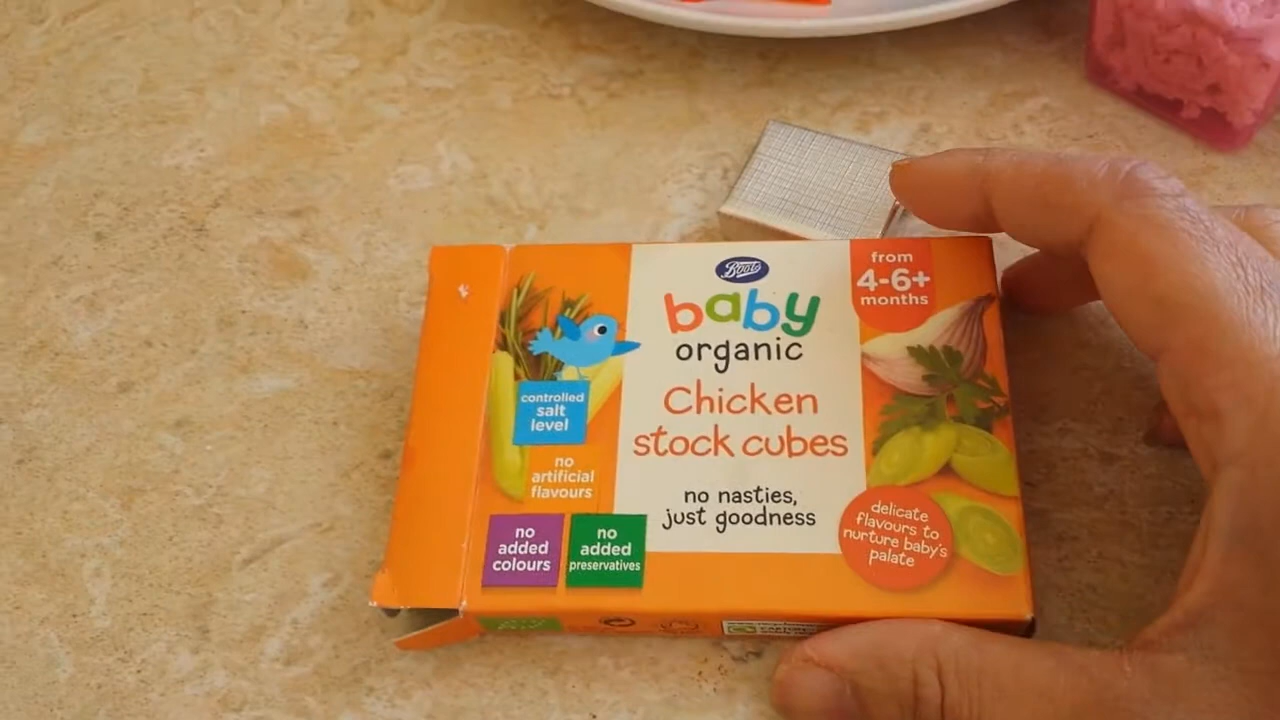 Boots
baby
organic
Chicken
stock cubes
no nasties,
just goodness
from
4-6+
months
controlled
salt
level
no
artificial
flavours
no
added
colours
no
added
preservatives
delicate
flavours to
nurture baby's
palate